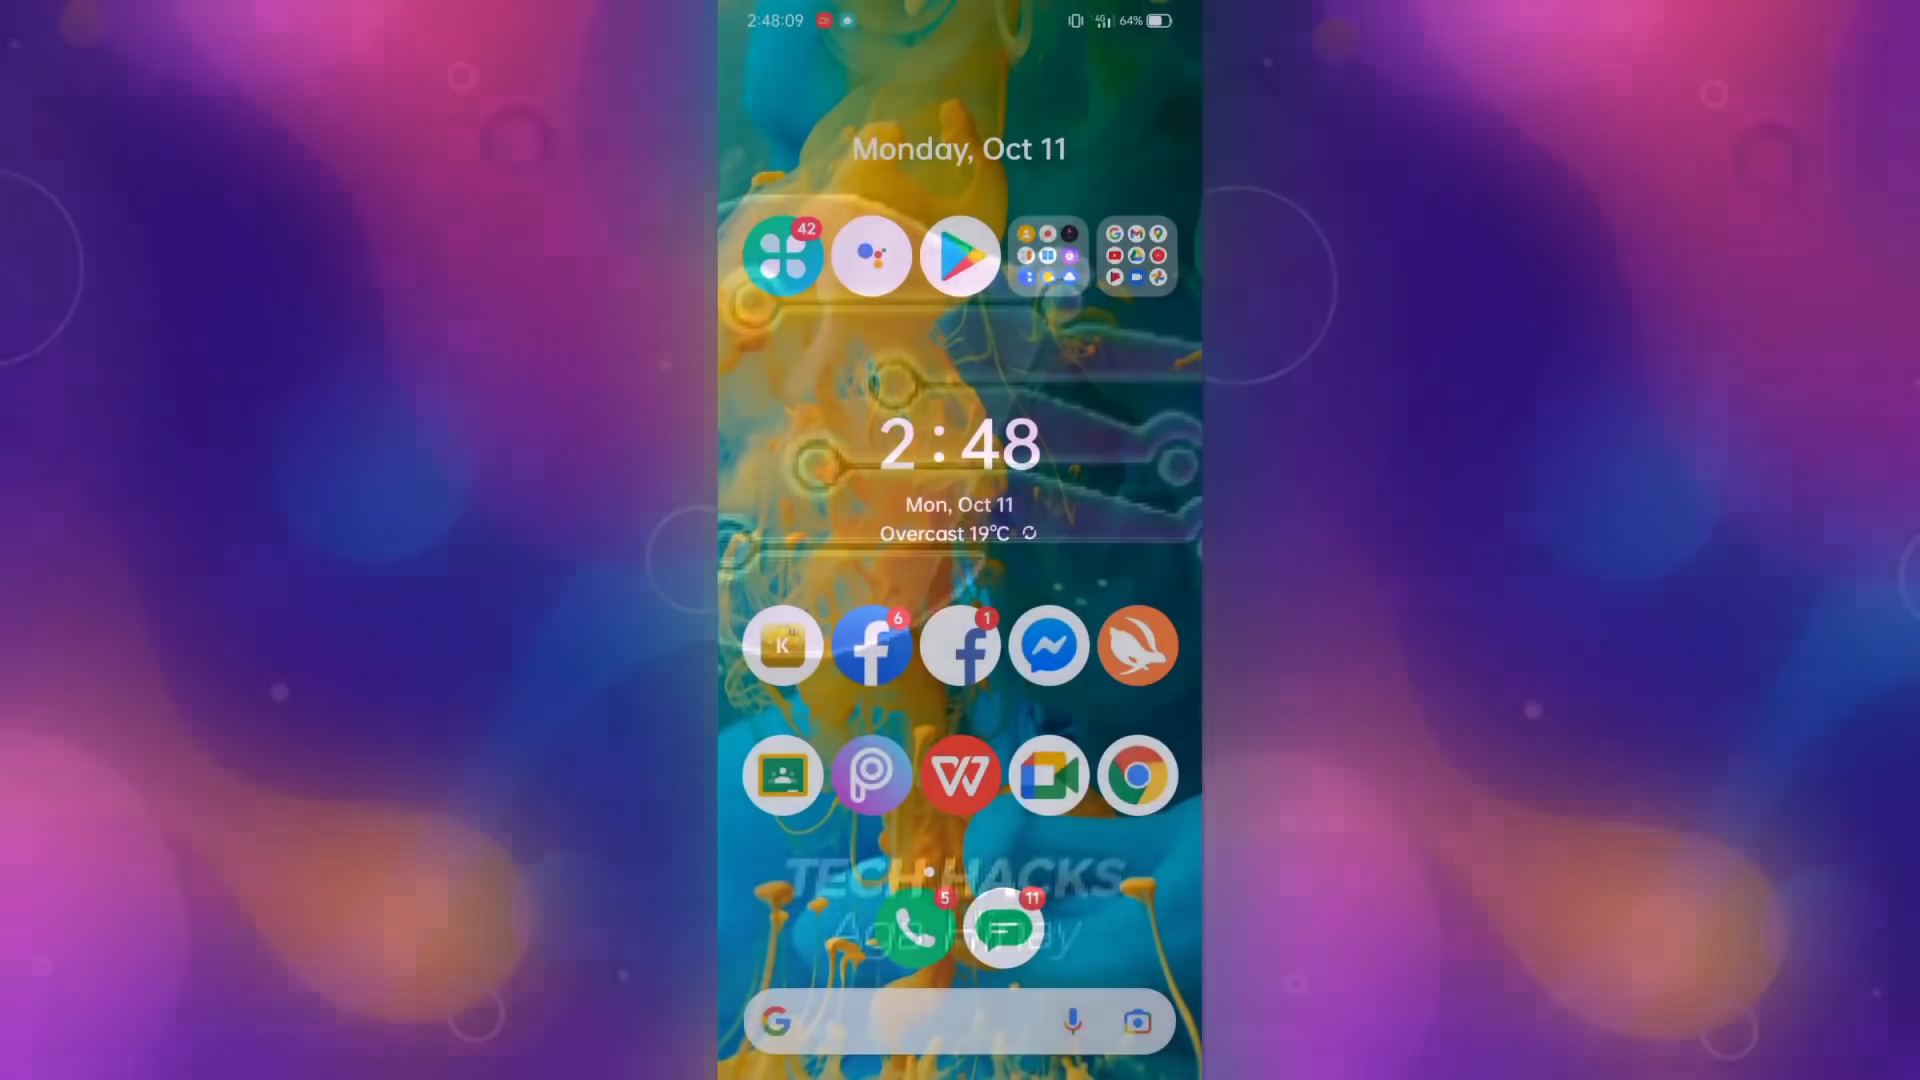 2:48:09 4G 64%
Monday, Oct 11
42
2:48
Mon, Oct 11
Overcast 19°C
K 6 1
TECH HACKS
5 11